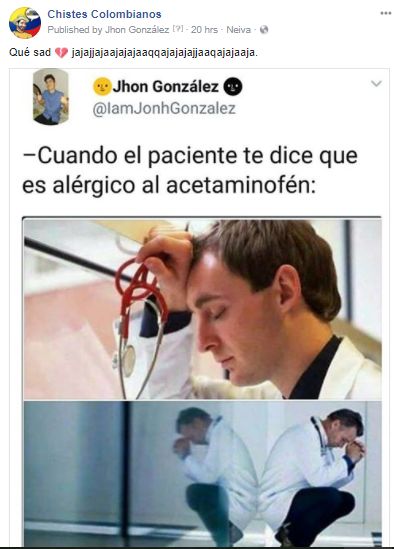 Chistes Colombianos
Published by Jhon González [?] · 20 hrs · Neiva ·
Qué sad 💔 jajajjajaajajajaaqqajajajajjaaqajajaaja.
🌝Jhon González 🌚
@IamJonhGonzalez
–Cuando el paciente te dice que
es alérgico al acetaminofén: